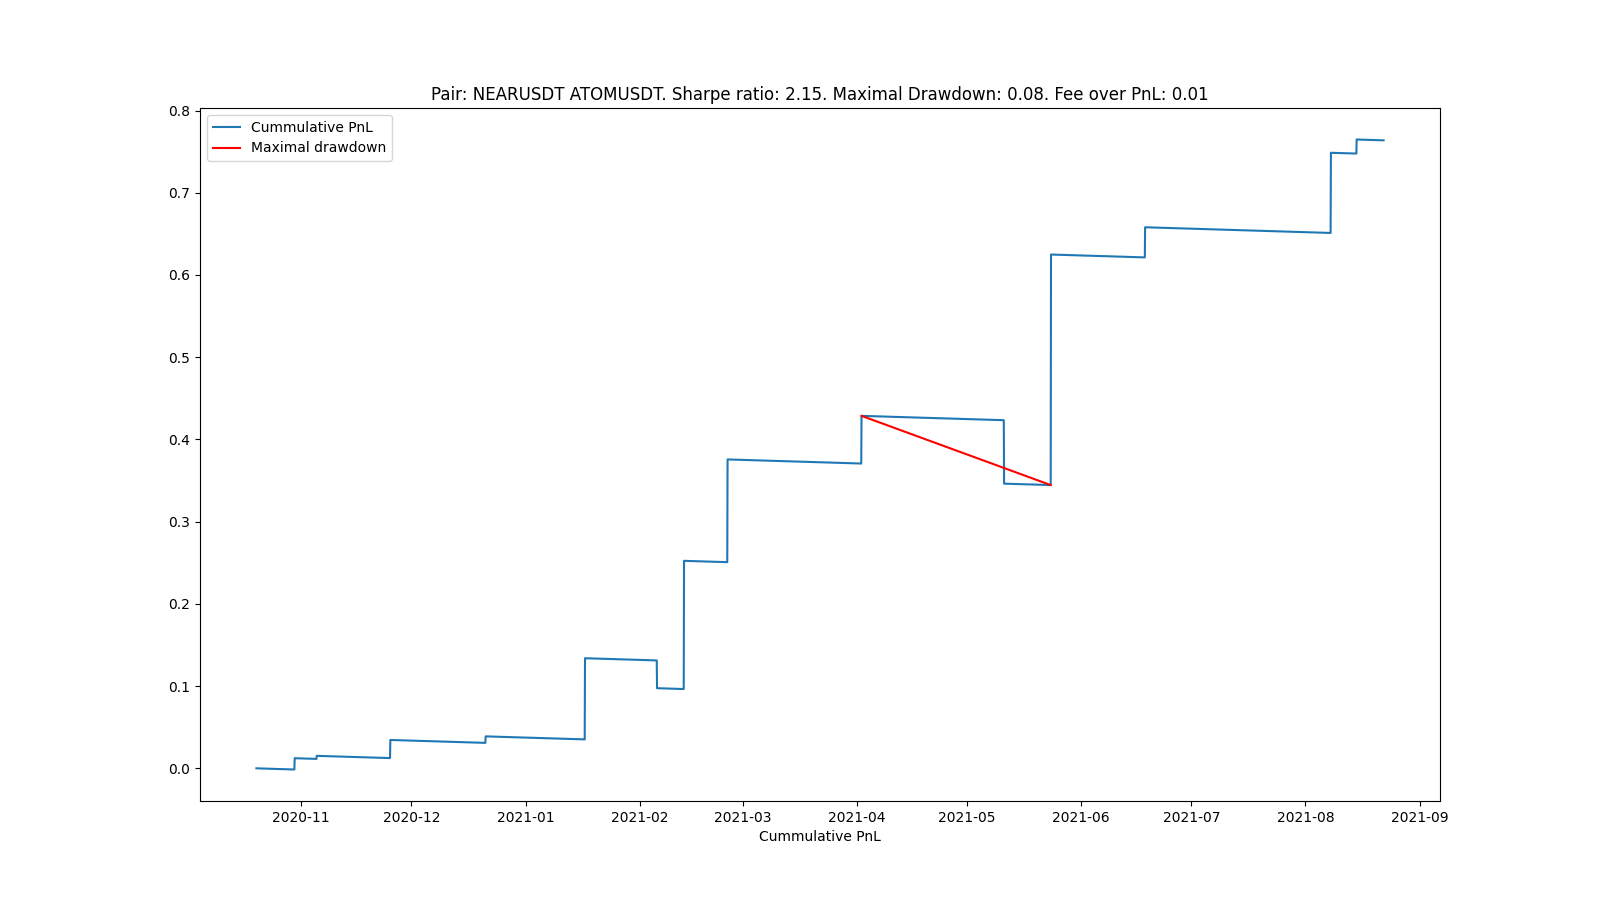 Pair: NEARUSDT ATOMUSDT. Sharpe ratio: 2.15. Maximal Drawdown: 0.08. Fee over PnL: 0.01
Cummulative PnL
Maximal drawdown
0.8
0.7
0.6
0.5
0.4
0.3
0.2
0.1
0.0
2020-11 2020-12 2021-01 2021-02 2021-03 2021-04 2021-05 2021-06 2021-07 2021-08 2021-09
Cummulative PnL